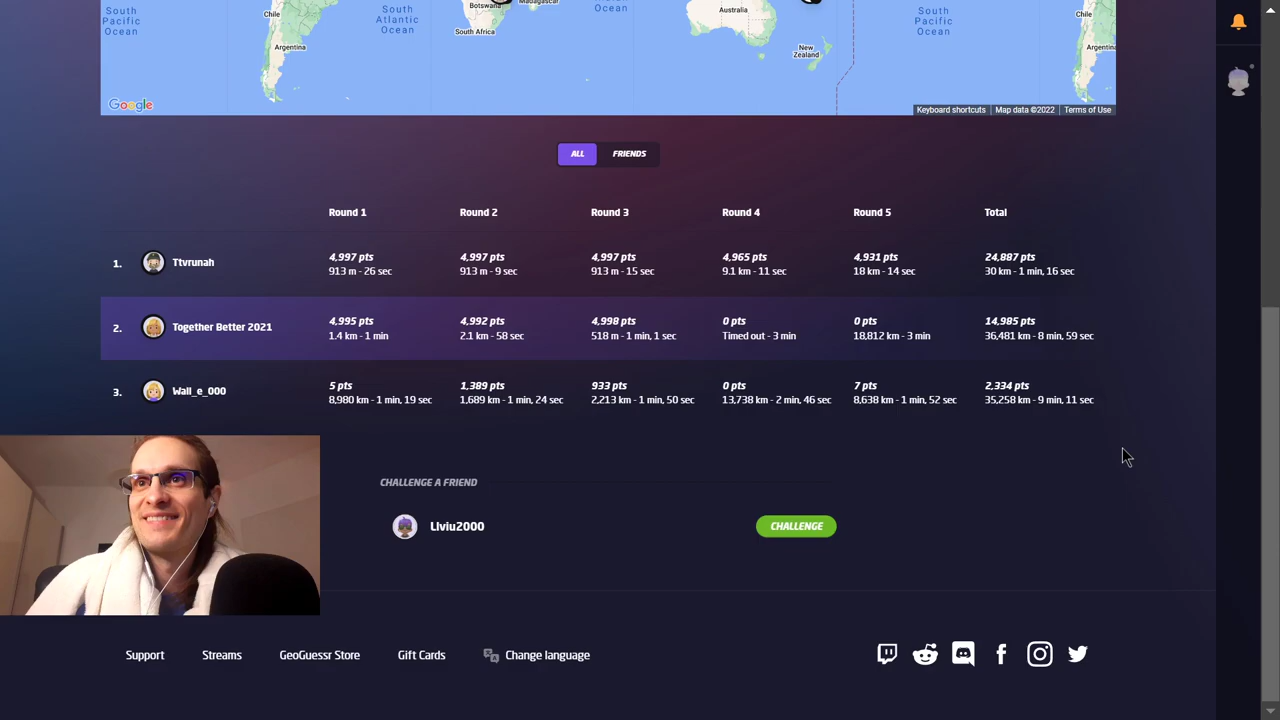 SOUTH
PACIFIC
OCEAN
Chile
Argentina
South
Atlantic
Ocean
Botswana
Madagascar
South Africa
Ocean
Australia
New
Zealand
South
Pacific
Ocean
Chile
Argentina
Google
Keyboard shortcuts Map data ©2022 Terms of Use
ALL FRIENDS
Round 1 Round 2 Round 3 Round 4 Round 5 Total
1. Ttvrunah
4,997 pts 4,997 pts 4,997 pts 4,965 pts 4,931 pts 24,887 pts
913 m - 26 sec 913 m - 9 sec 913 m - 15 sec 9.1 km - 11 sec 18 km - 14 sec 30 km - 1 min, 16 sec
2. Together Better 2021
4,995 pts 4,992 pts 4,998 pts 0 pts 0 pts 14,985 pts
1.4 km - 1 min 2.1 km - 58 sec 518 m - 1 min, 1 sec Timed out - 3 min 18,812 km - 3 min 36,481 km - 8 min, 59 sec
3. Wall_e_000
5 pts 1,389 pts 933 pts 0 pts 7 pts 2,334 pts
8,980 km - 1 min, 19 sec 1,689 km - 1 min, 24 sec 2,213 km - 1 min, 50 sec 13,738 km - 2 min, 46 sec 8,638 km - 1 min, 52 sec 35,258 km - 9 min, 11 sec
CHALLENGE A FRIEND
LIviu2000 CHALLENGE
Support Streams GeoGuessr Store Gift Cards Change language